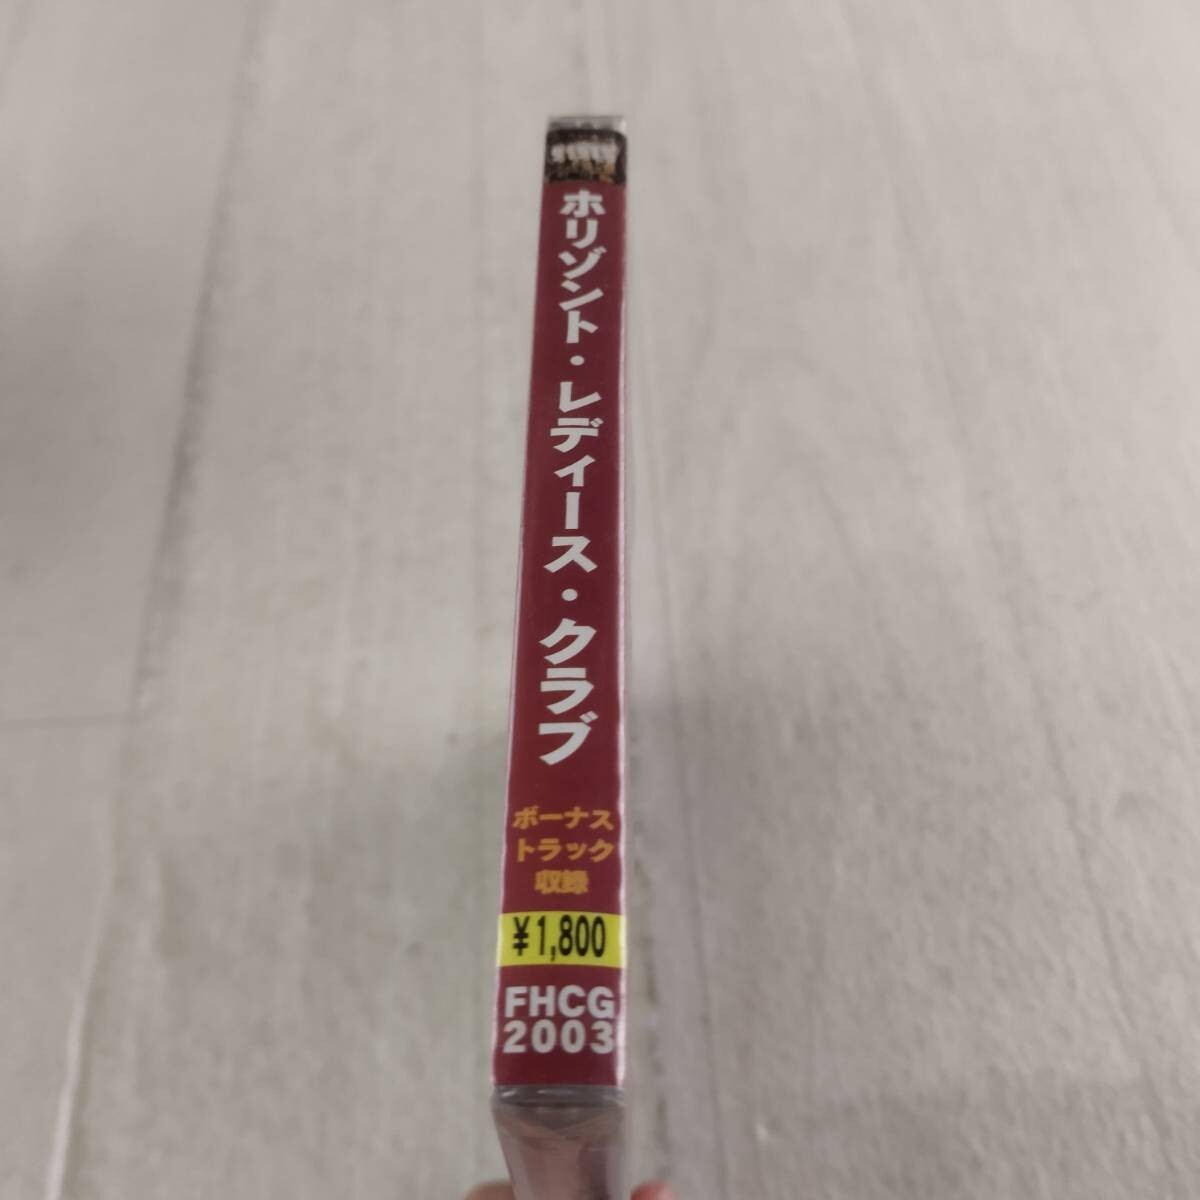 ホリゾント・レディース・クラブ
ボーナス
トラック
収録
¥1,800
FHCG
2003